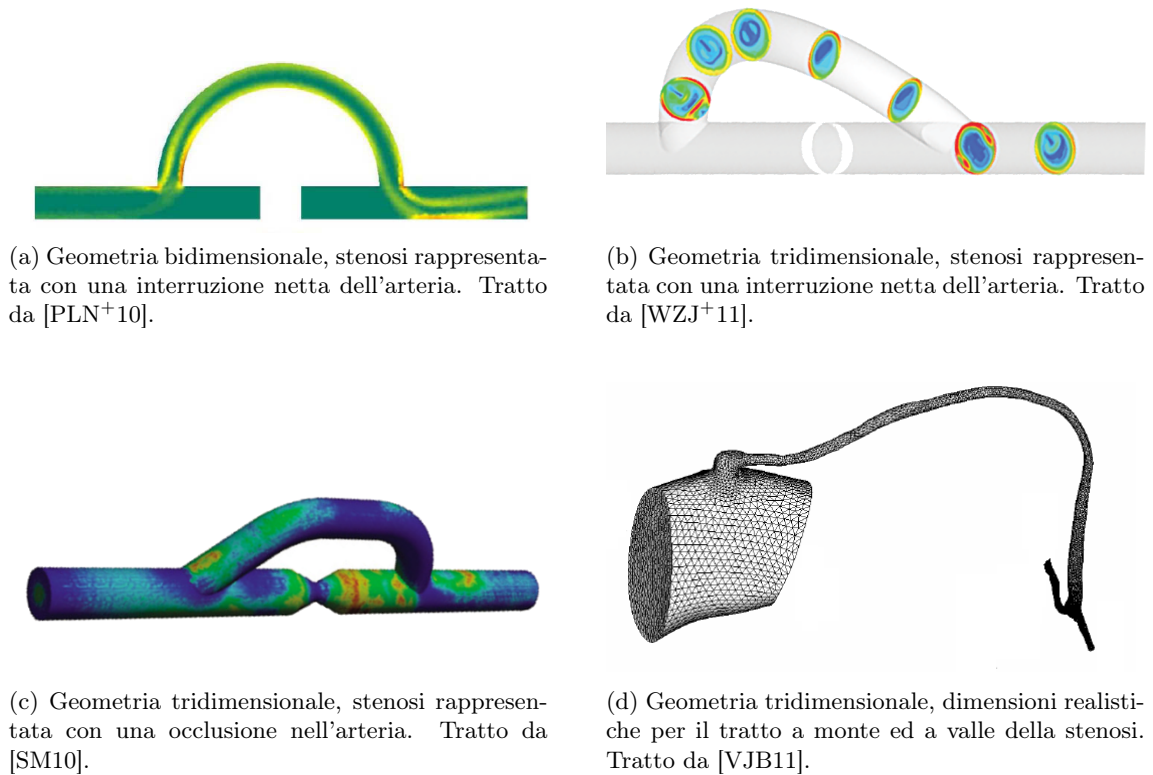 (a) Geometria bidimensionale, stenosi rappresenta-
ta con una interruzione netta dell'arteria. Tratto
da [PLN+10].
(b) Geometria tridimensionale, stenosi rappresen-
tata con una interruzione netta dell'arteria. Tratto
da [WZJ+11].
(c) Geometria tridimensionale, stenosi rappresen-
tata con una occlusione nell'arteria. Tratto da
[SM10].
(d) Geometria tridimensionale, dimensioni realisti-
che per il tratto a monte ed a valle della stenosi.
Tratto da [VJB11].